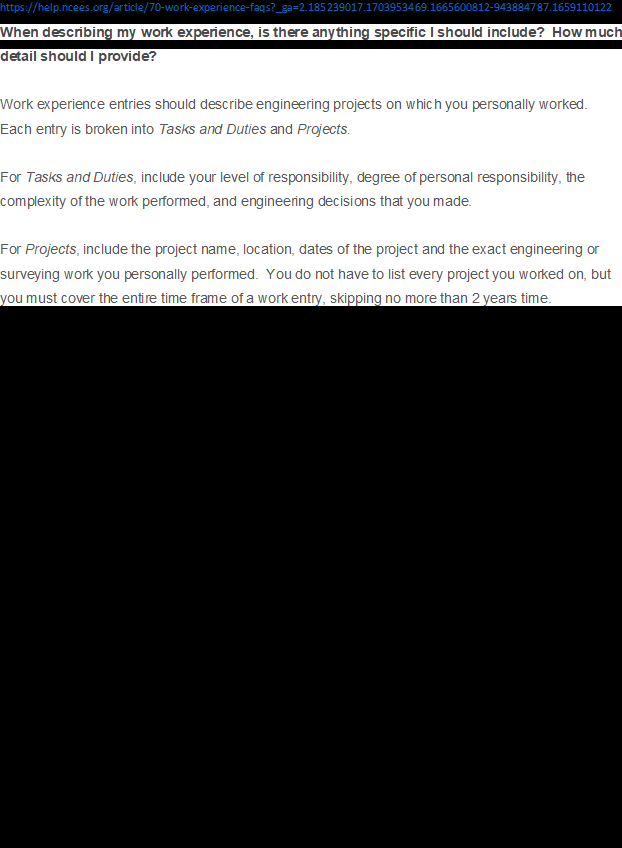 https://help.ncees.org/article/70-work-experience-faqs?_ga=2.185239017.1703953469.1665600812-943884787.1659110122
When describing my work experience, is there anything specific I should include?  How much
detail should I provide?
Work experience entries should describe engineering projects on which you personally worked.
Each entry is broken into Tasks and Duties and Projects.
For Tasks and Duties, include your level of responsibility, degree of personal responsibility, the
complexity of the work performed, and engineering decisions that you made.
For Projects, include the project name, location, dates of the project and the exact engineering or
surveying work you personally performed.  You do not have to list every project you worked on, but
you must cover the entire time frame of a work entry, skipping no more than 2 years time.